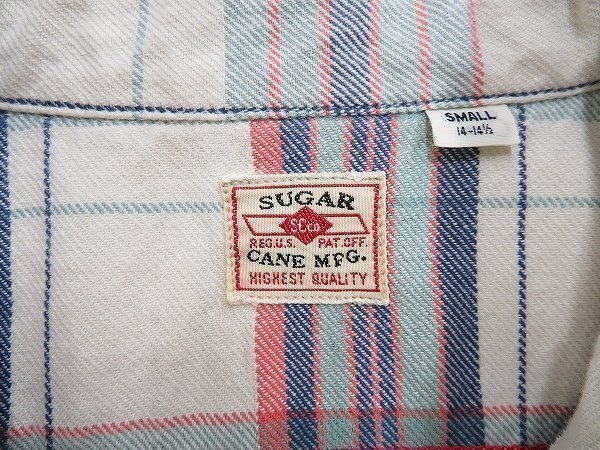 SMALL
14-14½
SUGAR
SCco.
REG.U.S. PAT.OFF.
CANE MFG.
HIGHEST QUALITY